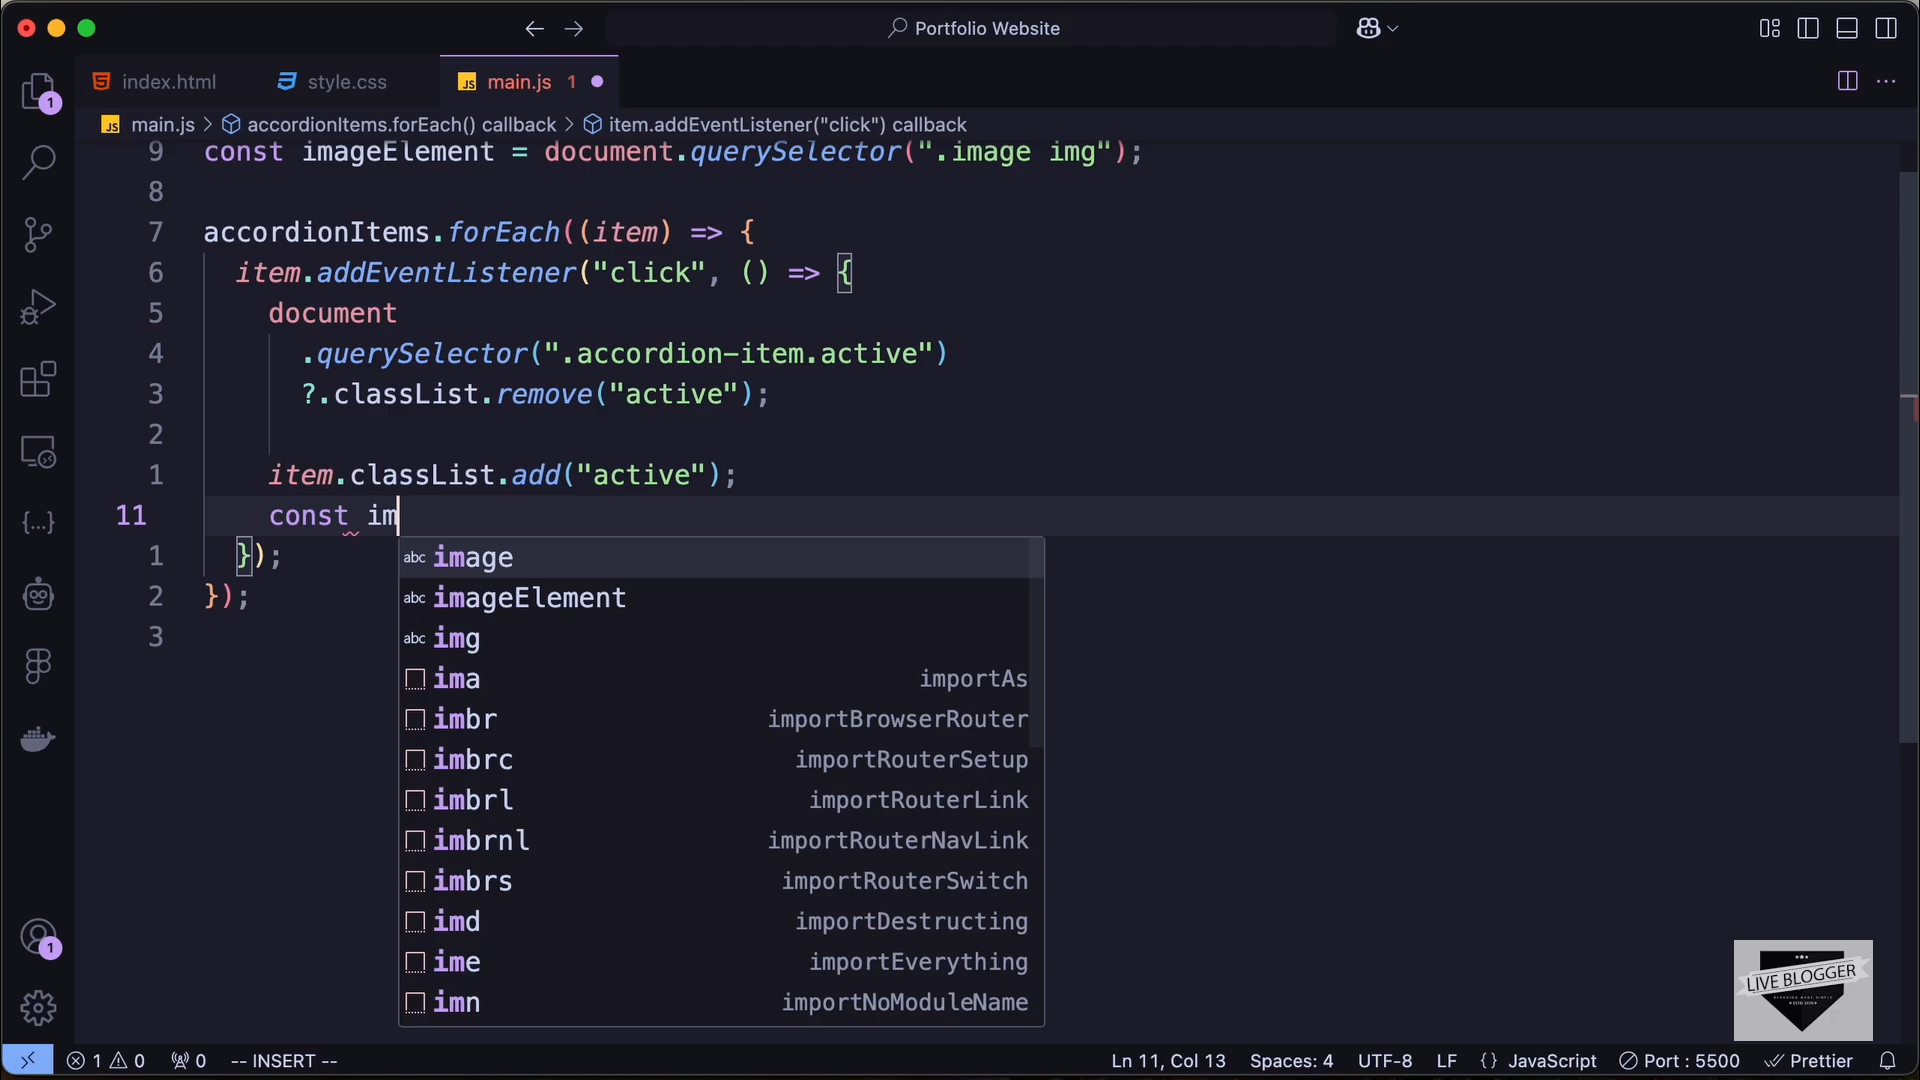 Portfolio Website
index.html
style.css
main.js 1
main.js > accordionItems.forEach() callback > item.addEventListener("click") callback
9 const imageElement = document.querySelector(".image img");
8
7 accordionItems.forEach((item) => {
6 item.addEventListener("click", () => {
5 document
4 .querySelector(".accordion-item.active")
3 ?.classList.remove("active");
2
1 item.classList.add("active");
11 const im
1 });
2 });
3
abc image
abc imageElement
abc img
ima importAs
imbr importBrowserRouter
imbrc importRouterSetup
imbrl importRouterLink
imbrnl importRouterNavLink
imbrs importRouterSwitch
imd importDestructing
ime importEverything
imn importNoModuleName
1
1
LIVE BLOGGER
1 0 0 -- INSERT -- Ln 11, Col 13 Spaces: 4 UTF-8 LF {} JavaScript Port : 5500 Prettier